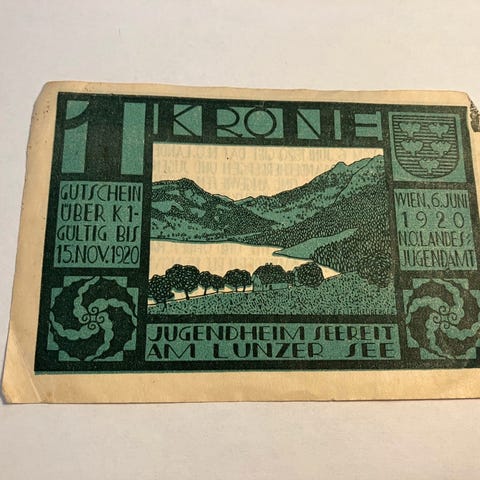 1 KRONE
GUTSCHEIN
ÜBER K 1-
GÜLTIG BIS
15. NOV. 1920
WIEN, 6. JUNI
1920
N.Ö. LANDES=
JUGENDAMT
JUGENDHEIM SEEREIT
AM LUNZER SEE